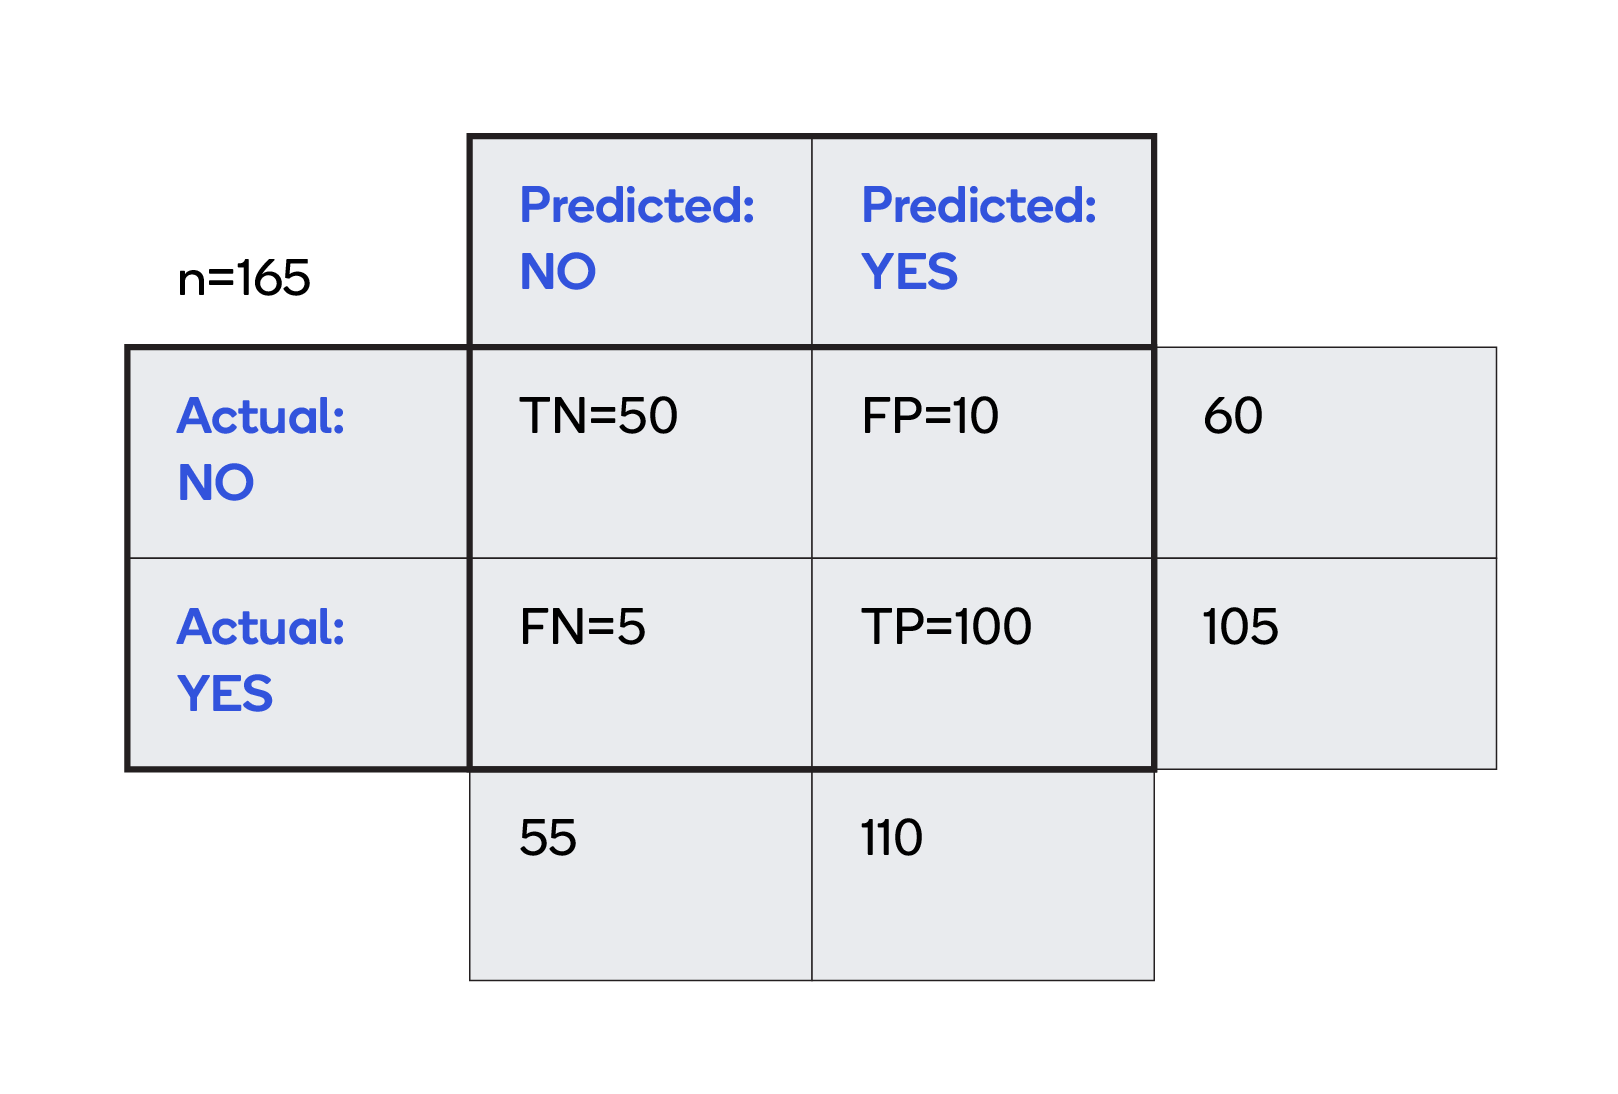 Predicted:
NO
Predicted:
YES
n=165
Actual:
NO
TN=50
FP=10
60
Actual:
YES
FN=5
TP=100
105
55
110